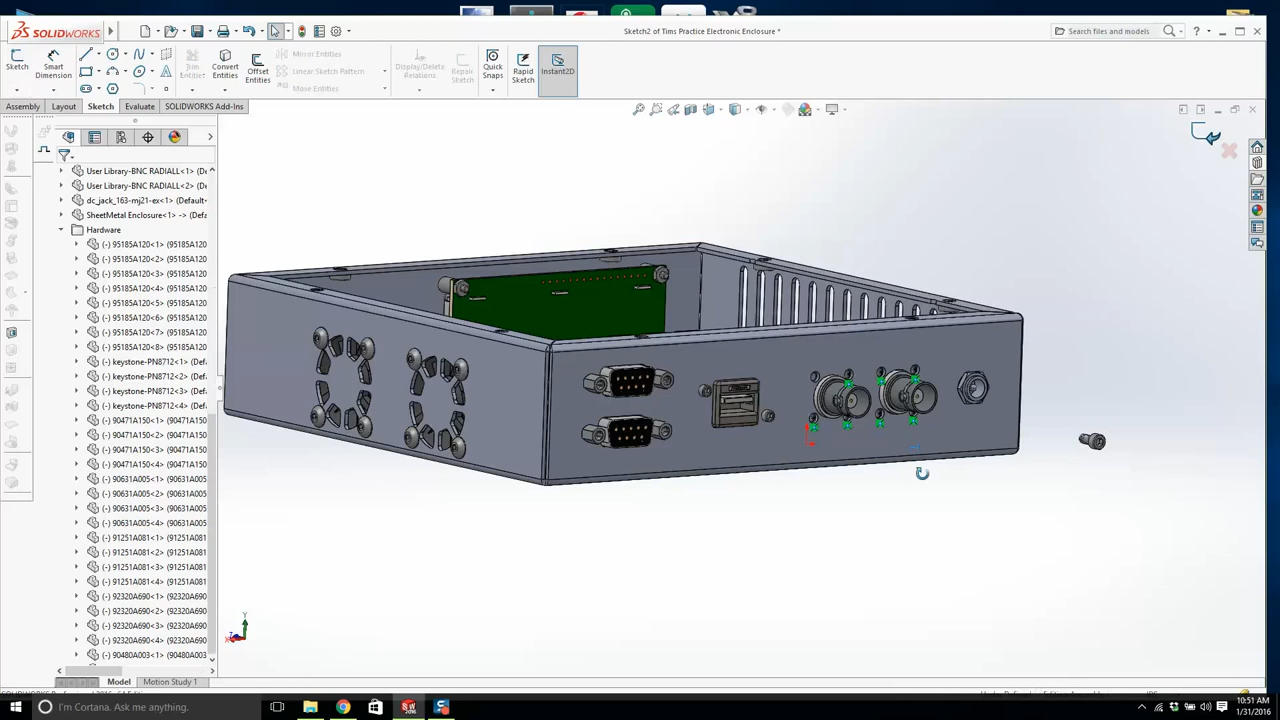 SOLIDWORKS
Sketch2 of Tims Practice Electronic Enclosure *
Search files and models
Sketch
Smart Dimension
Trim Entities
Convert Entities
Offset Entities
Mirror Entities
Linear Sketch Pattern
Move Entities
Display/Delete Relations
Repair Sketch
Quick Snaps
Rapid Sketch
Instant2D
Assembly
Layout
Sketch
Evaluate
SOLIDWORKS Add-Ins
User Library-BNC RADIALL<1> (De
User Library-BNC RADIALL<2> (De
dc_jack_163-mj21-ex<1> (Default
SheetMetal Enclosure<1> -> (Defa
Hardware
(-) 95185A120<1> (95185A120
(-) 95185A120<2> (95185A120
(-) 95185A120<3> (95185A120
(-) 95185A120<4> (95185A120
(-) 95185A120<5> (95185A120
(-) 95185A120<6> (95185A120
(-) 95185A120<7> (95185A120
(-) 95185A120<8> (95185A120
(-) keystone-PN8712<1> (Defa
(-) keystone-PN8712<2> (Defa
(-) keystone-PN8712<3> (Defa
(-) keystone-PN8712<4> (Defa
(-) 90471A150<1> (90471A150
(-) 90471A150<2> (90471A150
(-) 90471A150<3> (90471A150
(-) 90471A150<4> (90471A150
(-) 90631A005<1> (90631A005
(-) 90631A005<2> (90631A005
(-) 90631A005<3> (90631A005
(-) 90631A005<4> (90631A005
(-) 91251A081<1> (91251A081
(-) 91251A081<2> (91251A081
(-) 91251A081<3> (91251A081
(-) 91251A081<4> (91251A081
(-) 92320A690<1> (92320A690
(-) 92320A690<2> (92320A690
(-) 92320A690<3> (92320A690
(-) 92320A690<4> (92320A690
(-) 90480A003<1> (90480A003
Y
X
Z
Model
Motion Study 1
I'm Cortana. Ask me anything.
10:51 AM
1/31/2016